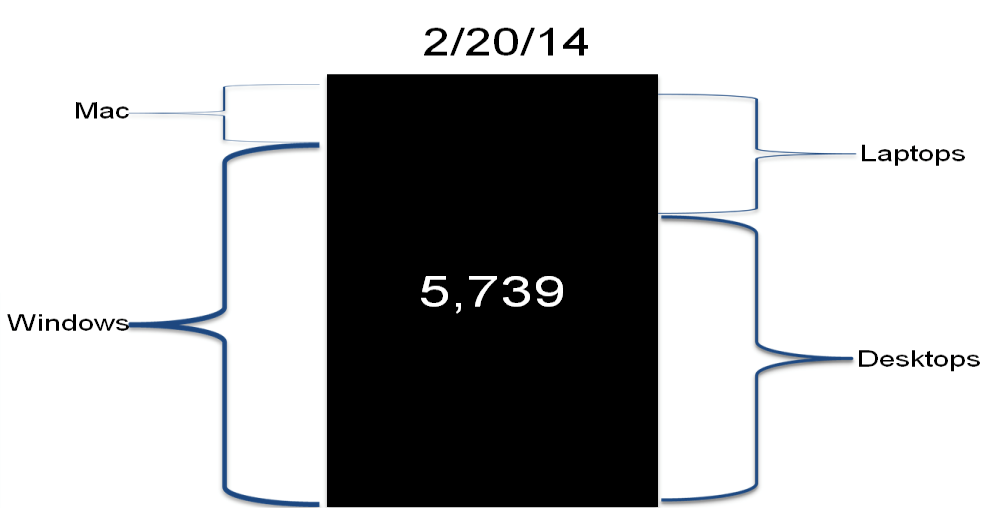 2/20/14
Mac
Laptops
5,739
Windows
Desktops